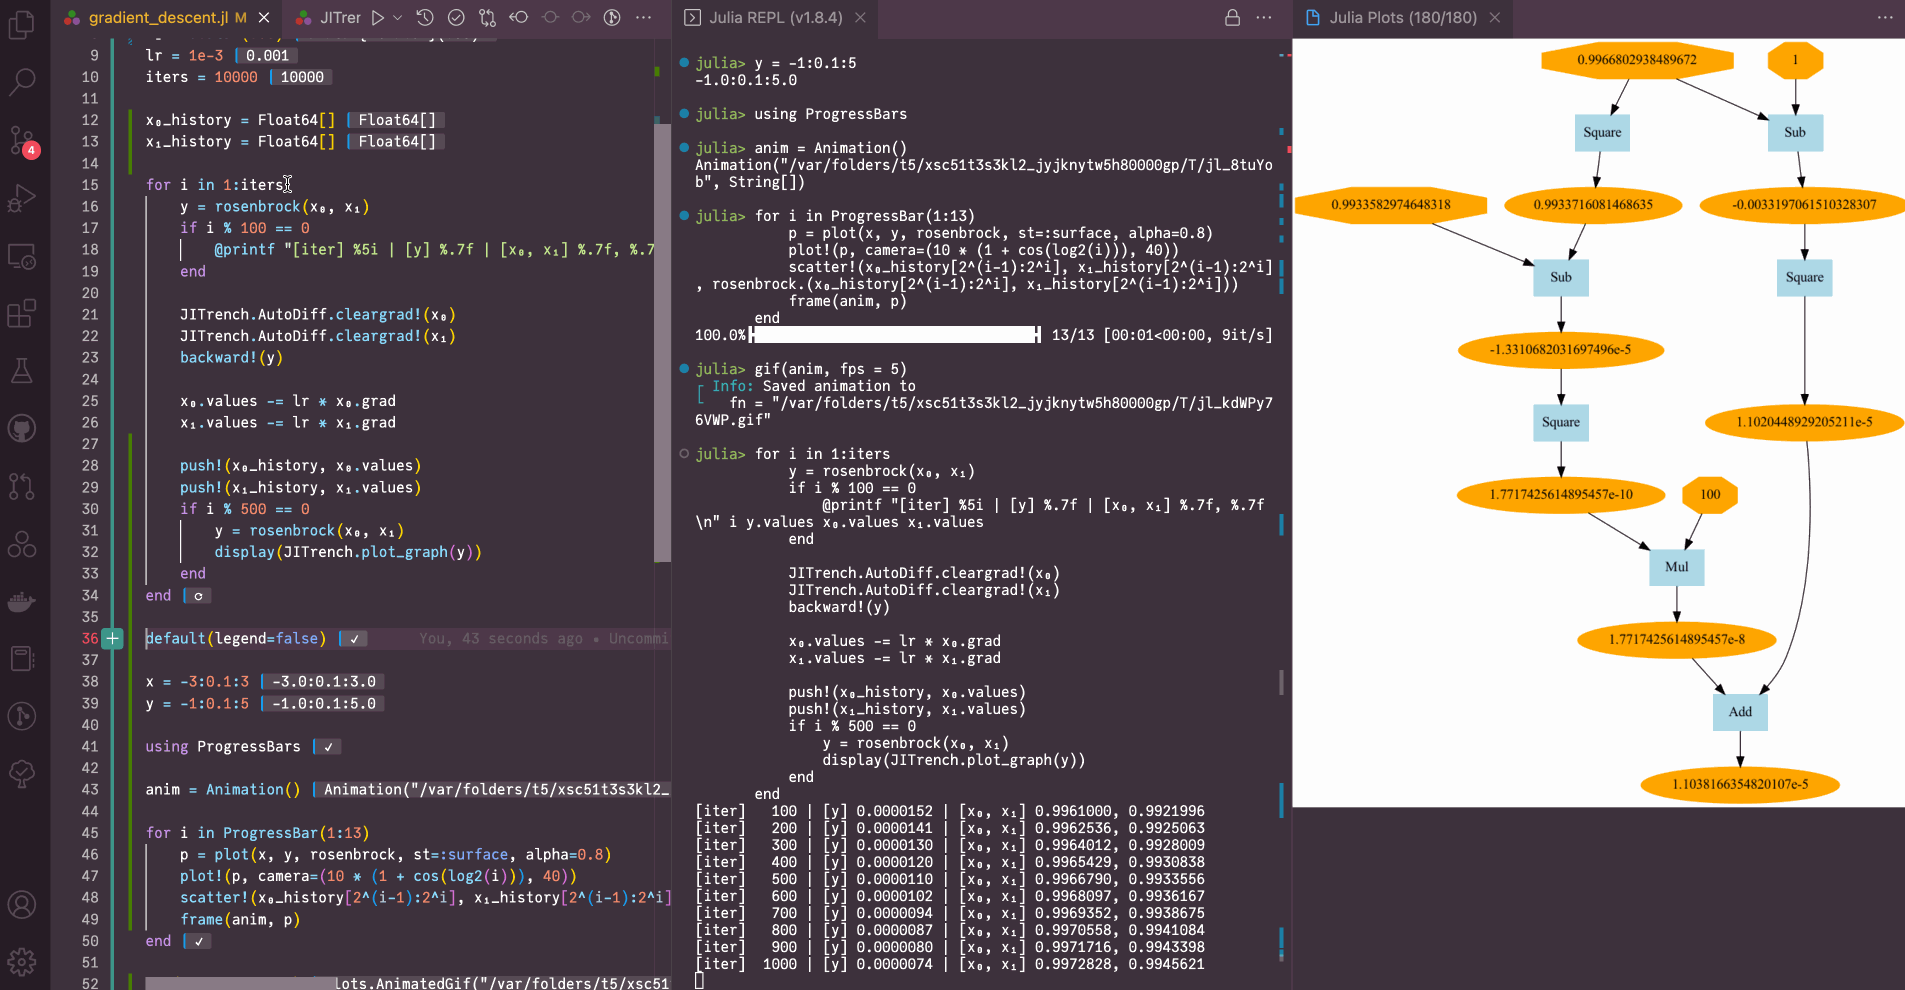 gradient_descent.jl M
JITrer
9 lr = 1e-3 0.001
10 iters = 10000 10000
11
12 x₀_history = Float64[] Float64[]
13 x₁_history = Float64[] Float64[]
14
15 for i in 1:iters
16 y = rosenbrock(x₀, x₁)
17 if i % 100 == 0
18 @printf "[iter] %5i | [y] %.7f | [x₀, x₁] %.7f, %.7
19 end
20
21 JITrench.AutoDiff.cleargrad!(x₀)
22 JITrench.AutoDiff.cleargrad!(x₁)
23 backward!(y)
24
25 x₀.values -= lr * x₀.grad
26 x₁.values -= lr * x₁.grad
27
28 push!(x₀_history, x₀.values)
29 push!(x₁_history, x₁.values)
30 if i % 500 == 0
31 y = rosenbrock(x₀, x₁)
32 display(JITrench.plot_graph(y))
33 end
34 end
35
36 default(legend=false) ✓ You, 43 seconds ago • Uncommi
37
38 x = -3:0.1:3 -3.0:0.1:3.0
39 y = -1:0.1:5 -1.0:0.1:5.0
40
41 using ProgressBars ✓
42
43 anim = Animation() Animation("/var/folders/t5/xsc51t3s3kl2_
44
45 for i in ProgressBar(1:13)
46 p = plot(x, y, rosenbrock, st=:surface, alpha=0.8)
47 plot!(p, camera=(10 * (1 + cos(log2(i))), 40))
48 scatter!(x₀_history[2^(i-1):2^i], x₁_history[2^(i-1):2^i]
49 frame(anim, p)
50 end ✓
51
52 lots.AnimatedGif("/var/folders/t5/xsc51
4
Julia REPL (v1.8.4)
julia> y = -1:0.1:5
-1.0:0.1:5.0
julia> using ProgressBars
julia> anim = Animation()
Animation("/var/folders/t5/xsc51t3s3kl2_jyjknytw5h80000gp/T/jl_8tuYo
b", String[])
julia> for i in ProgressBar(1:13)
p = plot(x, y, rosenbrock, st=:surface, alpha=0.8)
plot!(p, camera=(10 * (1 + cos(log2(i))), 40))
scatter!(x₀_history[2^(i-1):2^i], x₁_history[2^(i-1):2^i]
, rosenbrock.(x₀_history[2^(i-1):2^i], x₁_history[2^(i-1):2^i]))
frame(anim, p)
end
100.0% 13/13 [00:01<00:00, 9it/s]
julia> gif(anim, fps = 5)
Info: Saved animation to
fn = "/var/folders/t5/xsc51t3s3kl2_jyjknytw5h80000gp/T/jl_kdWPy7
6VWP.gif"
julia> for i in 1:iters
y = rosenbrock(x₀, x₁)
if i % 100 == 0
@printf "[iter] %5i | [y] %.7f | [x₀, x₁] %.7f, %.7f
\n" i y.values x₀.values x₁.values
end
JITrench.AutoDiff.cleargrad!(x₀)
JITrench.AutoDiff.cleargrad!(x₁)
backward!(y)
x₀.values -= lr * x₀.grad
x₁.values -= lr * x₁.grad
push!(x₀_history, x₀.values)
push!(x₁_history, x₁.values)
if i % 500 == 0
y = rosenbrock(x₀, x₁)
display(JITrench.plot_graph(y))
end
end
[iter] 100 | [y] 0.0000152 | [x₀, x₁] 0.9961000, 0.9921996
[iter] 200 | [y] 0.0000141 | [x₀, x₁] 0.9962536, 0.9925063
[iter] 300 | [y] 0.0000130 | [x₀, x₁] 0.9964012, 0.9928009
[iter] 400 | [y] 0.0000120 | [x₀, x₁] 0.9965429, 0.9930838
[iter] 500 | [y] 0.0000110 | [x₀, x₁] 0.9966790, 0.9933556
[iter] 600 | [y] 0.0000102 | [x₀, x₁] 0.9968097, 0.9936167
[iter] 700 | [y] 0.0000094 | [x₀, x₁] 0.9969352, 0.9938675
[iter] 800 | [y] 0.0000087 | [x₀, x₁] 0.9970558, 0.9941084
[iter] 900 | [y] 0.0000080 | [x₀, x₁] 0.9971716, 0.9943398
[iter] 1000 | [y] 0.0000074 | [x₀, x₁] 0.9972828, 0.9945621
Julia Plots (180/180)
0.9966802938489672
1
Square
Sub
0.9933582974648318
0.9933716081468635
-0.0033197061510328307
Sub
Square
-1.3310682031697496e-5
Square
1.1020448929205211e-5
1.7717425614895457e-10
100
Mul
1.7717425614895457e-8
Add
1.1038166354820107e-5